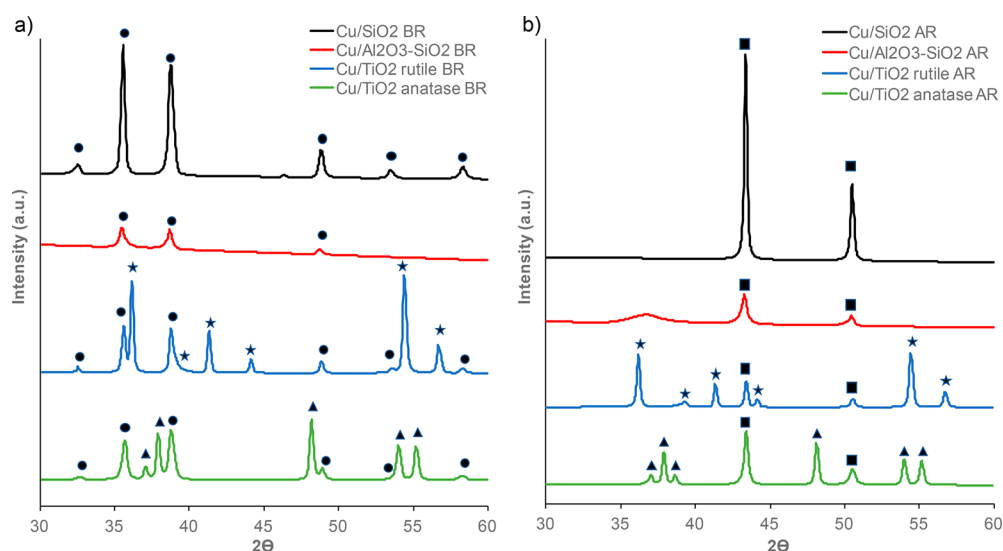 a)
Cu/SiO2 BR
Cu/Al2O3-SiO2 BR
Cu/TiO2 rutile BR
Cu/TiO2 anatase BR
Intensity (a.u.)
30 35 40 45 50 55 60
2Θ
b)
Cu/SiO2 AR
Cu/Al2O3-SiO2 AR
Cu/TiO2 rutile AR
Cu/TiO2 anatase AR
Intensity (a.u.)
30 35 40 45 50 55 60
2Θ